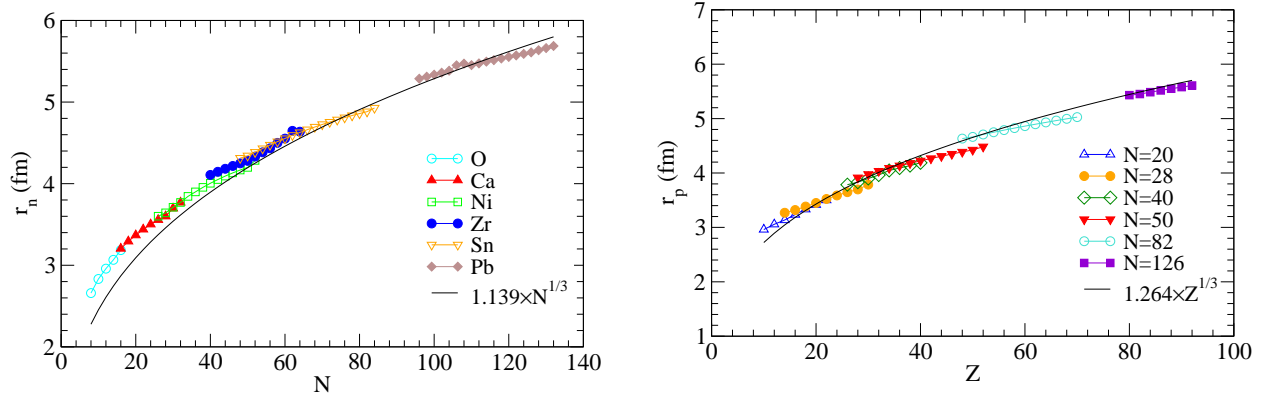 6
5
4
3
2
0 20 40 60 80 100 120 140
N
r_n (fm)
O
Ca
Ni
Zr
Sn
Pb
1.139×N^{1/3}
7
6
5
4
3
2
1
0 20 40 60 80 100
Z
r_p (fm)
N=20
N=28
N=40
N=50
N=82
N=126
1.264×Z^{1/3}